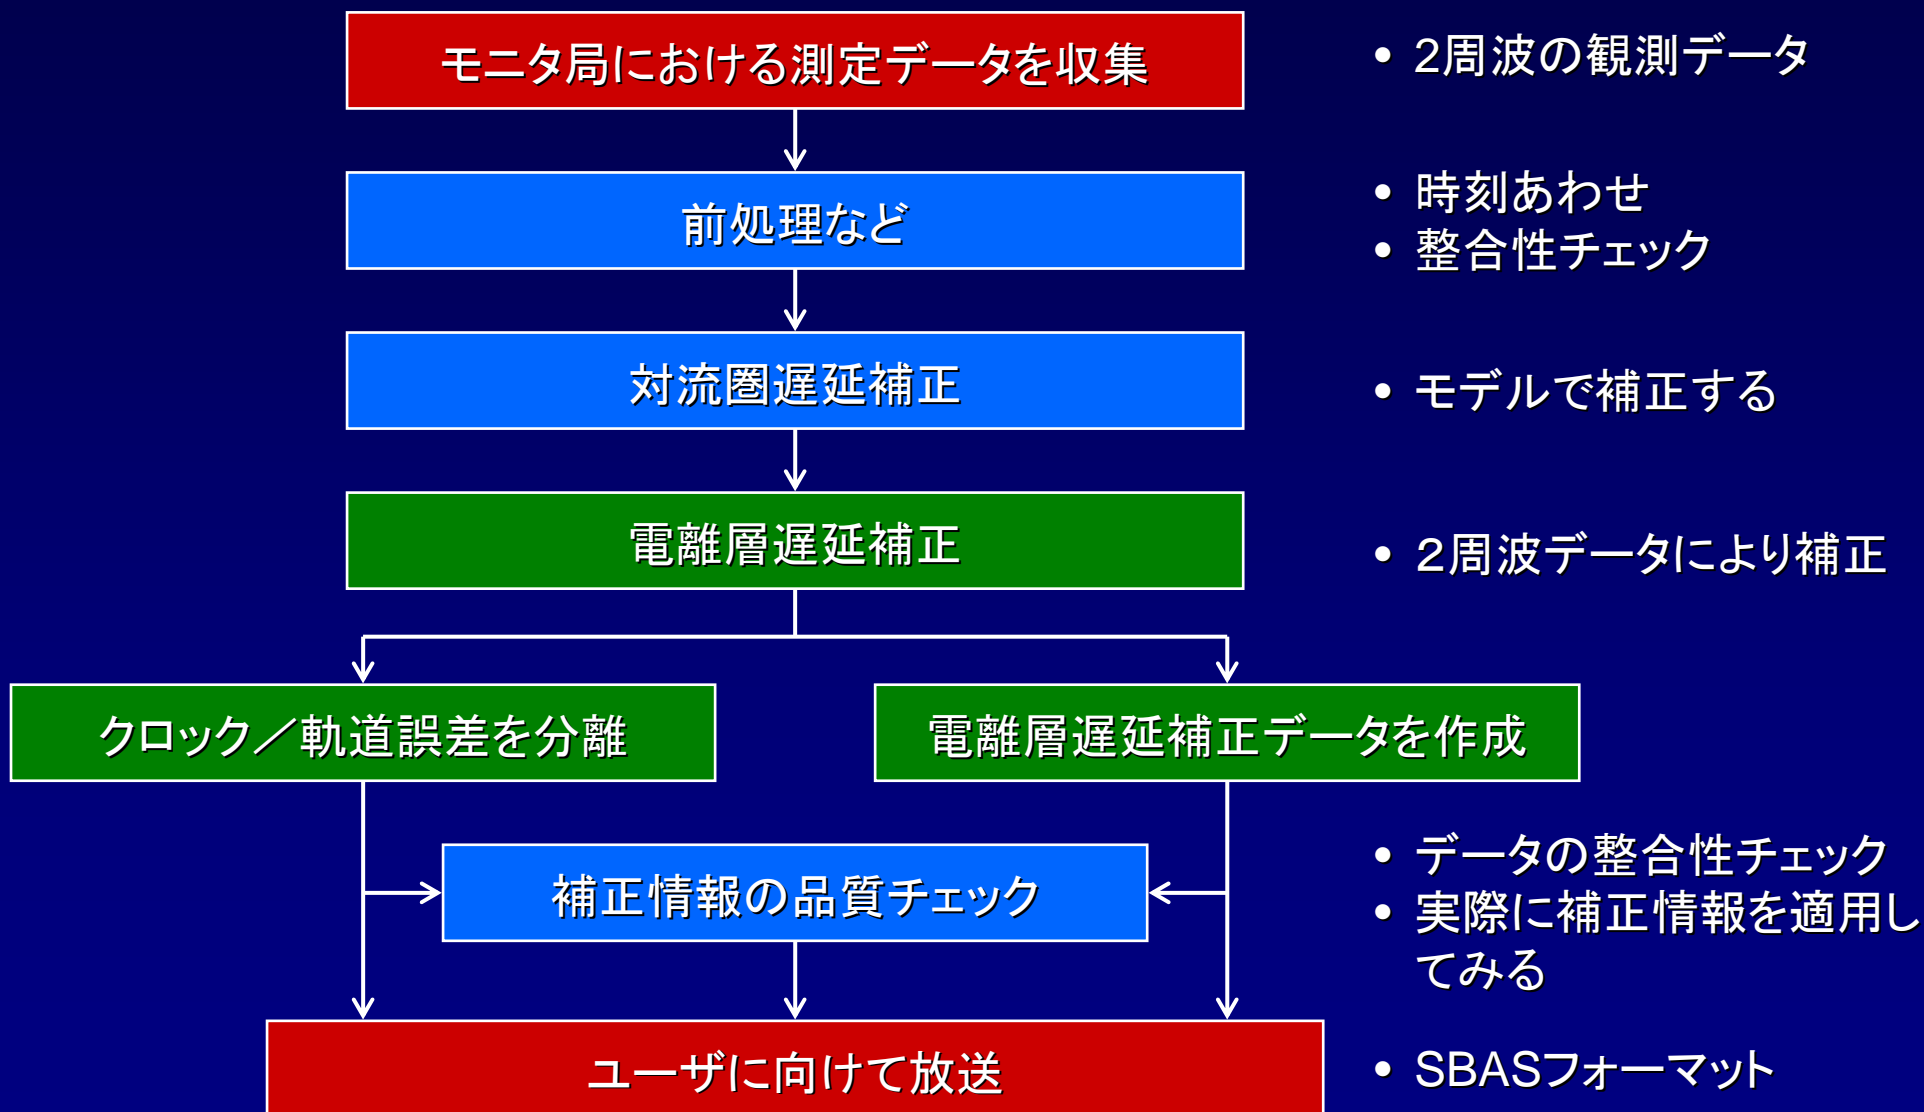 モニタ局における測定データを収集
• 2周波の観測データ
前処理など
• 時刻あわせ
• 整合性チェック
対流圏遅延補正
• モデルで補正する
電離層遅延補正
• ２周波データにより補正
クロック／軌道誤差を分離
電離層遅延補正データを作成
補正情報の品質チェック
• データの整合性チェック
• 実際に補正情報を適用し
てみる
ユーザに向けて放送
• SBASフォーマット